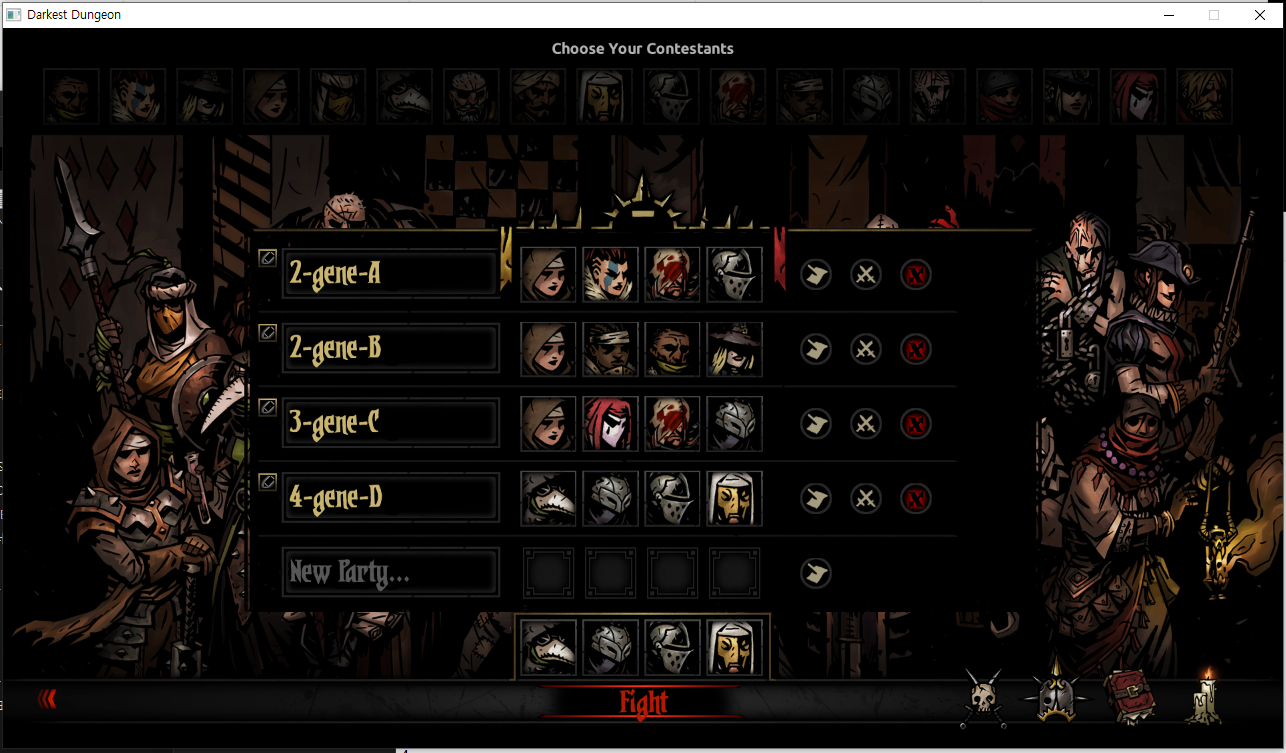 Darkest Dungeon
Choose Your Contestants
2-gene-A
2-gene-B
3-gene-C
4-gene-D
New Party...
Fight